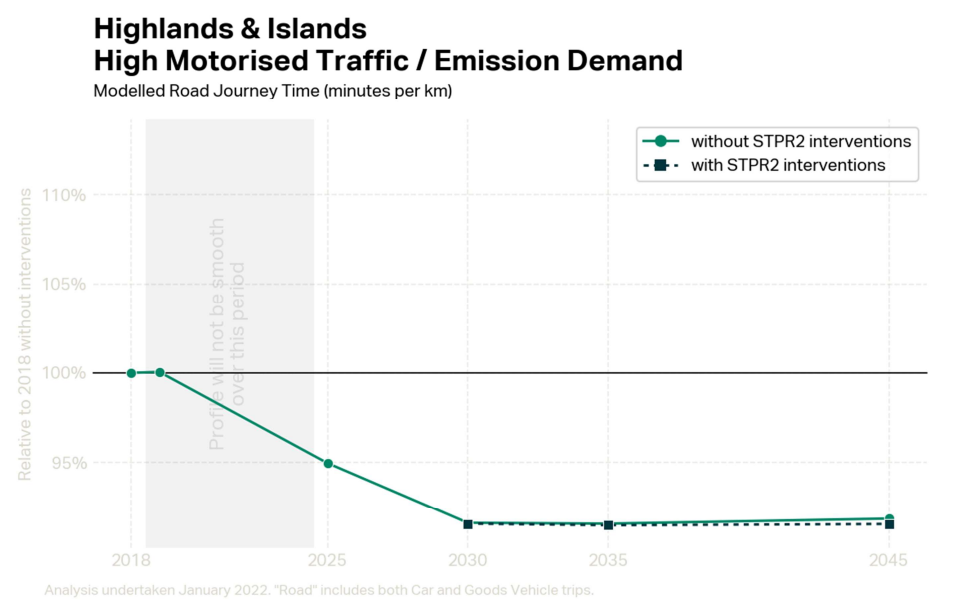 Highlands & Islands
High Motorised Traffic / Emission Demand
Modelled Road Journey Time (minutes per km)
without STPR2 interventions
with STPR2 interventions
Relative to 2018 without interventions
110%
105%
100%
95%
Profile will not be smooth
over this period
2018
2025
2030
2035
2045
Analysis undertaken January 2022. "Road" includes both Car and Goods Vehicle trips.